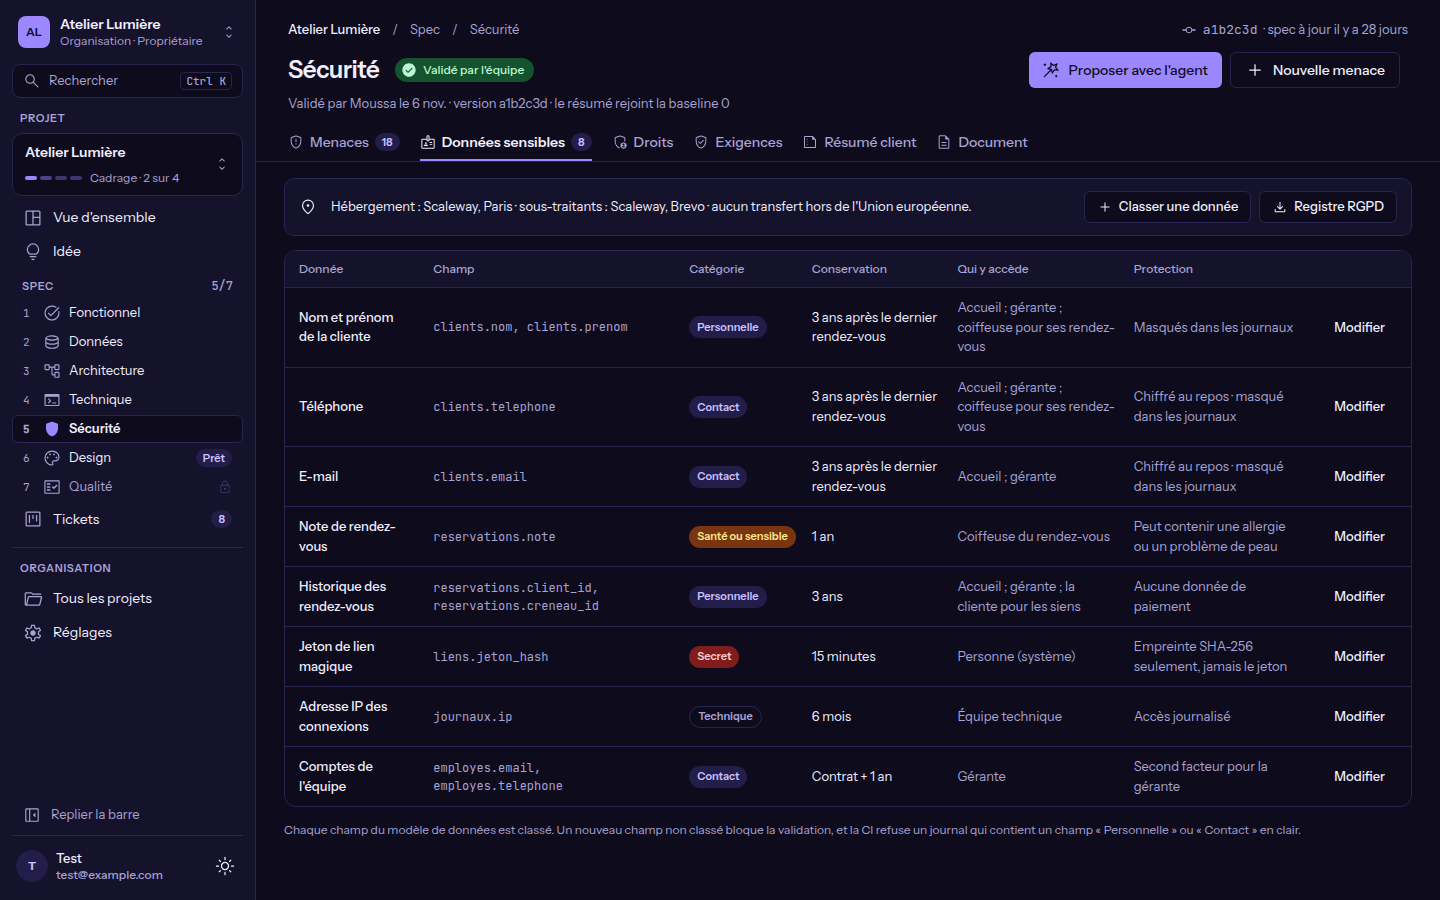 AL
Atelier Lumière
Organisation · Propriétaire
Rechercher
Ctrl K
PROJET
Atelier Lumière
Cadrage · 2 sur 4
Vue d'ensemble
Idée
SPEC 5/7
1 Fonctionnel
2 Données
3 Architecture
4 Technique
5 Sécurité
6 Design Prêt
7 Qualité
Tickets 8
ORGANISATION
Tous les projets
Réglages
Replier la barre
T
Test
test@example.com
Atelier Lumière / Spec / Sécurité
a1b2c3d · spec à jour il y a 28 jours
Sécurité
Validé par l'équipe
Proposer avec l'agent
Nouvelle menace
Validé par Moussa le 6 nov. · version a1b2c3d · le résumé rejoint la baseline 0
Menaces 18
Données sensibles 8
Droits
Exigences
Résumé client
Document
Hébergement : Scaleway, Paris · sous-traitants : Scaleway, Brevo · aucun transfert hors de l'Union européenne.
Classer une donnée
Registre RGPD
Donnée Champ Catégorie Conservation Qui y accède Protection
Nom et prénom
de la cliente
clients.nom, clients.prenom
Personnelle
3 ans après le dernier
rendez-vous
Accueil ; gérante ;
coiffeuse pour ses rendez-
vous
Masqués dans les journaux
Modifier
Téléphone
clients.telephone
Contact
3 ans après le dernier
rendez-vous
Accueil ; gérante ;
coiffeuse pour ses rendez-
vous
Chiffré au repos · masqué
dans les journaux
Modifier
E-mail
clients.email
Contact
3 ans après le dernier
rendez-vous
Accueil ; gérante
Chiffré au repos · masqué
dans les journaux
Modifier
Note de rendez-
vous
reservations.note
Santé ou sensible
1 an
Coiffeuse du rendez-vous
Peut contenir une allergie
ou un problème de peau
Modifier
Historique des
rendez-vous
reservations.client_id,
reservations.creneau_id
Personnelle
3 ans
Accueil ; gérante ; la
cliente pour les siens
Aucune donnée de
paiement
Modifier
Jeton de lien
magique
liens.jeton_hash
Secret
15 minutes
Personne (système)
Empreinte SHA-256
seulement, jamais le jeton
Modifier
Adresse IP des
connexions
journaux.ip
Technique
6 mois
Équipe technique
Accès journalisé
Modifier
Comptes de
l'équipe
employes.email,
employes.telephone
Contact
Contrat + 1 an
Gérante
Second facteur pour la
gérante
Modifier
Chaque champ du modèle de données est classé. Un nouveau champ non classé bloque la validation, et la CI refuse un journal qui contient un champ « Personnelle » ou « Contact » en clair.